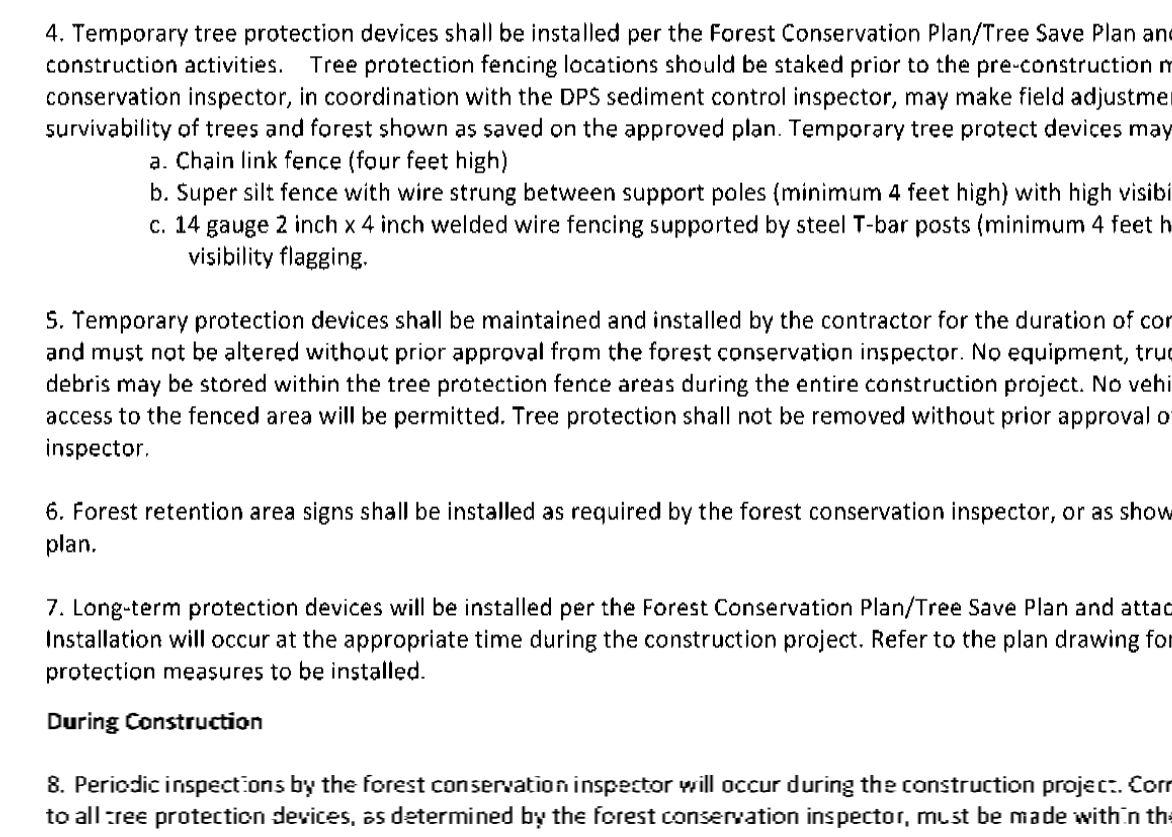 4. Temporary tree protection devices shall be installed per the Forest Conservation Plan/Tree Save Plan
construction activities. Tree protection fencing locations should be staked prior to the pre-construction
conservation inspector, in coordination with the DPS sediment control inspector, may make field
survivability of trees and forest shown as saved on the approved plan. Temporary tree protect devices may
a. Chain link fence (four feet high)
b. Super silt fence with wire strung between support poles (minimum 4 feet high) with high
c. 14 gauge 2 inch x 4 inch welded wire fencing supported by steel T-bar posts (minimum 4 feet
visibility flagging.
5. Temporary protection devices shall be maintained and installed by the contractor for the duration of
and must not be altered without prior approval from the forest conservation inspector. No equipment,
debris may be stored within the tree protection fence areas during the entire construction project. No
access to the fenced area will be permitted. Tree protection shall not be removed without prior approval
inspector.
6. Forest retention area signs shall be installed as required by the forest conservation inspector, or as
plan.
7. Long-term protection devices will be installed per the Forest Conservation Plan/Tree Save Plan and
Installation will occur at the appropriate time during the construction project. Refer to the plan drawing
protection measures to be installed.
During Construction
8. Periodic inspections by the forest conservation inspector will occur during the construction project.
to all tree protection devices, as determined by the forest conservation inspector, must be made within